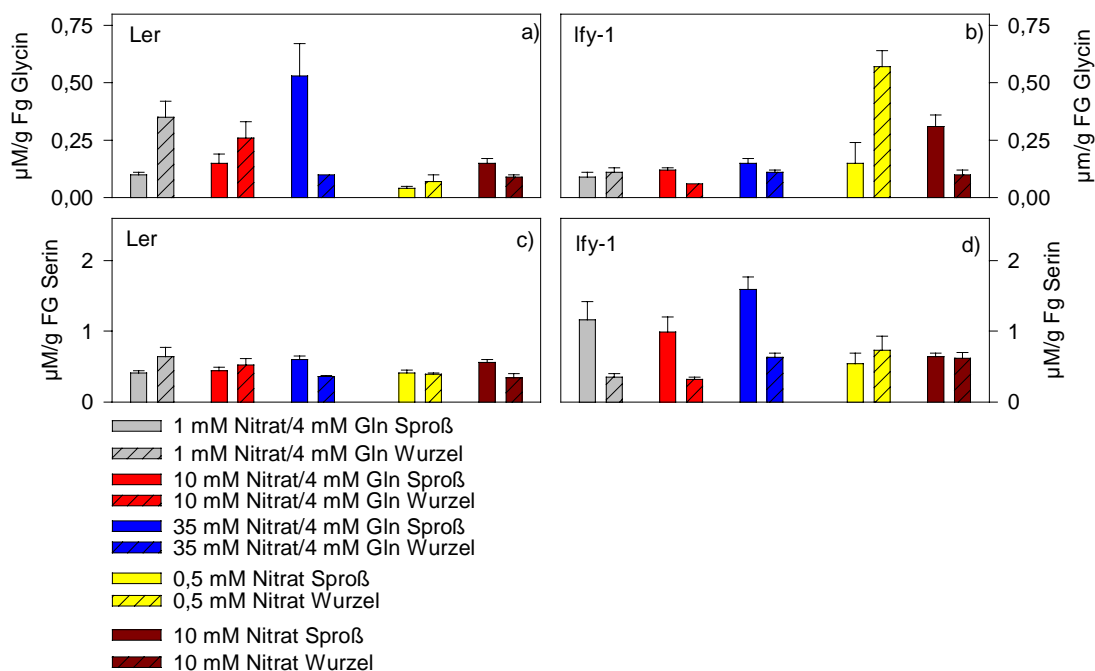 0,75
0,50
0,25
0,00
µM/g Fg Glycin
Ler
a)
Ify-1
b)
0,75
0,50
0,25
0,00
µm/g FG Glycin
2
1
0
µM/g FG Serin
Ler
c)
Ify-1
d)
2
1
0
µM/g Fg Serin
1 mM Nitrat/4 mM Gln Sproß
1 mM Nitrat/4 mM Gln Wurzel
10 mM Nitrat/4 mM Gln Sproß
10 mM Nitrat/4 mM Gln Wurzel
35 mM Nitrat/4 mM Gln Sproß
35 mM Nitrat/4 mM Gln Wurzel
0,5 mM Nitrat Sproß
0,5 mM Nitrat Wurzel
10 mM Nitrat Sproß
10 mM Nitrat Wurzel